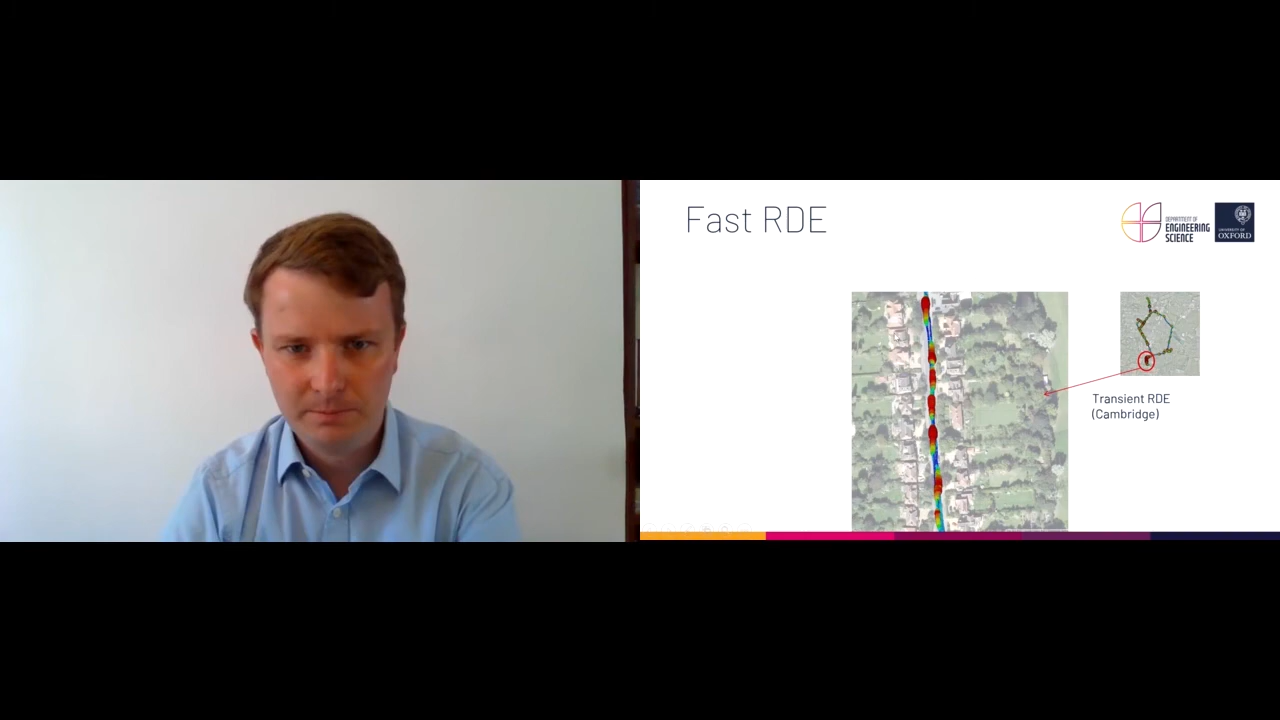 Fast RDE
DEPARTMENT OF
ENGINEERING
SCIENCE
UNIVERSITY OF
OXFORD
Transient RDE
(Cambridge)